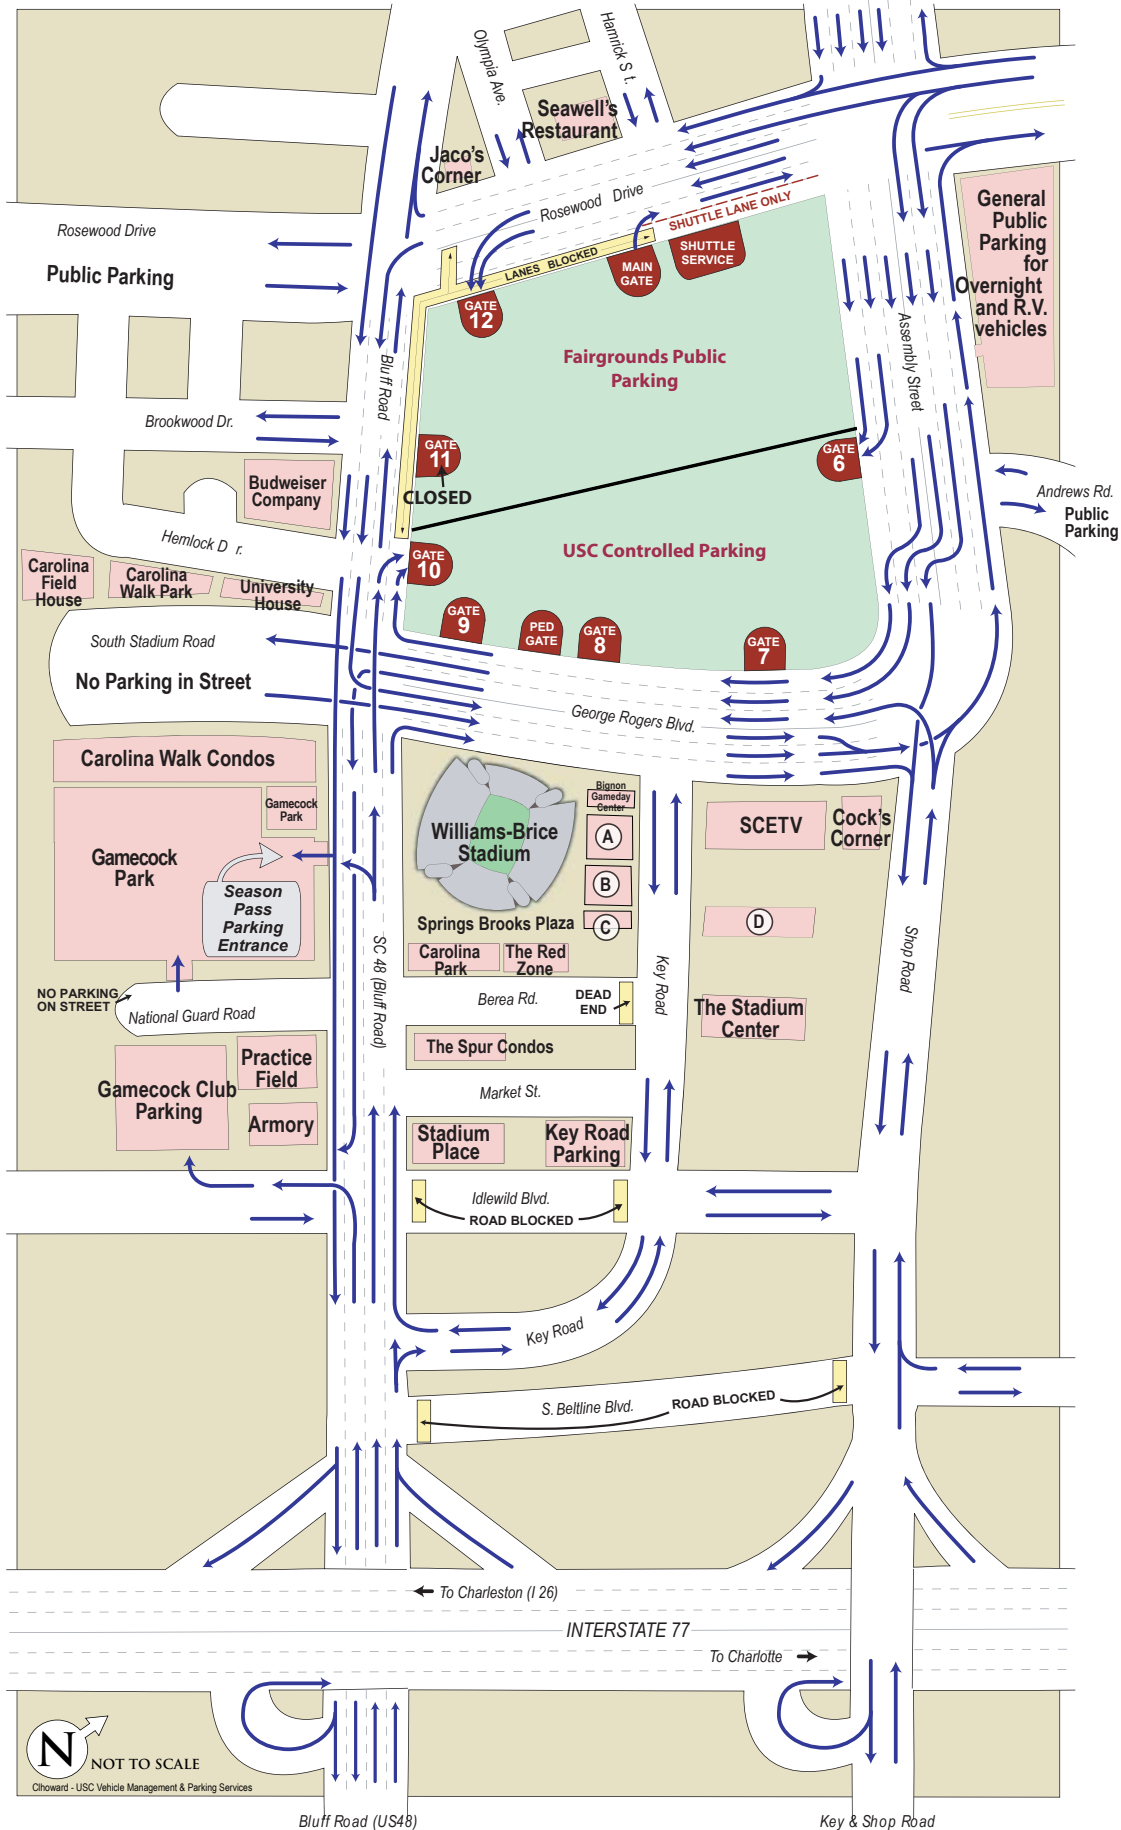 Olympia Ave.
Hamrick S t.
Seawell's
Restaurant
Jaco's
Corner
Rosewood Drive
Rosewood Drive
Public Parking
SHUTTLE LANE ONLY
LANES BLOCKED
MAIN
GATE
SHUTTLE
SERVICE
GATE
12
General
Public
Parking
for
Overnight
and R.V.
vehicles
Fairgrounds Public
Parking
Bluff Road
Assembly Street
Brookwood Dr.
GATE
11
CLOSED
GATE
6
Budweiser
Company
Andrews Rd.
Public
Parking
Hemlock D r.
USC Controlled Parking
GATE
10
Carolina
Field
House
Carolina
Walk Park
University
House
GATE
9
PED
GATE
GATE
8
GATE
7
South Stadium Road
No Parking in Street
George Rogers Blvd.
Carolina Walk Condos
Gamecock
Park
Gamecock
Park
Season
Pass
Parking
Entrance
Williams-Brice
Stadium
Bignon
Gameday
Center
A
B
C
SCETV
Cock's
Corner
D
Springs Brooks Plaza
Carolina
Park
The Red
Zone
SC 48 (Bluff Road)
Key Road
Shop Road
NO PARKING
ON STREET
National Guard Road
Berea Rd.
DEAD
END
The Stadium
Center
The Spur Condos
Practice
Field
Gamecock Club
Parking
Armory
Market St.
Stadium
Place
Key Road
Parking
Idlewild Blvd.
ROAD BLOCKED
Key Road
S. Beltline Blvd.
ROAD BLOCKED
To Charleston (I 26)
INTERSTATE 77
To Charlotte
N
NOT TO SCALE
Clhoward - USC Vehicle Management & Parking Services
Bluff Road (US48)
Key & Shop Road